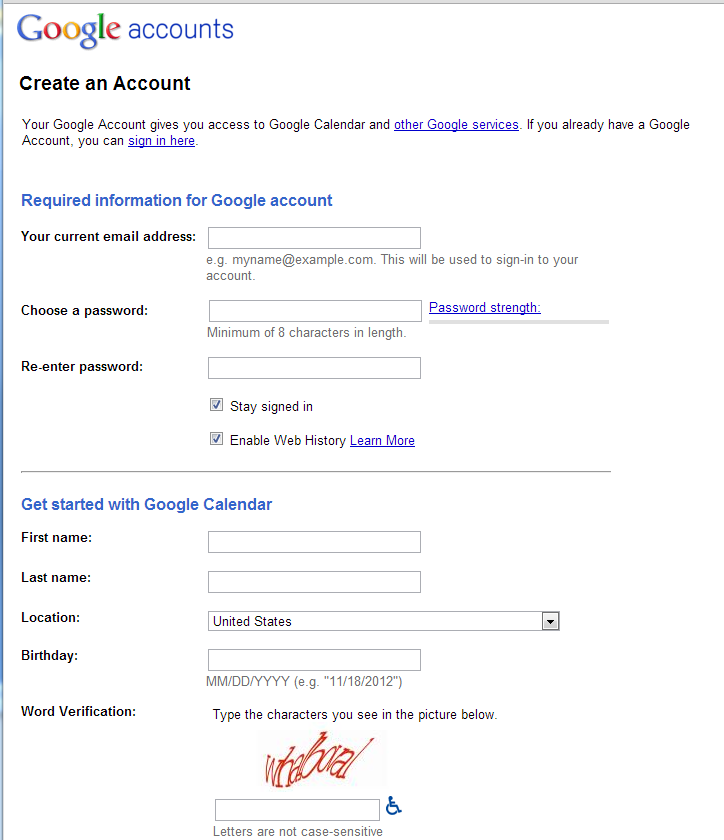 Google accounts
Create an Account
Your Google Account gives you access to Google Calendar and other Google services. If you already have a Google
Account, you can sign in here.
Required information for Google account
Your current email address:
e.g. myname@example.com. This will be used to sign-in to your
account.
Choose a password:
Password strength:
Minimum of 8 characters in length.
Re-enter password:
Stay signed in
Enable Web History Learn More
Get started with Google Calendar
First name:
Last name:
Location:
United States
Birthday:
MM/DD/YYYY (e.g. "11/18/2012")
Word Verification:
Type the characters you see in the picture below.
Letters are not case-sensitive